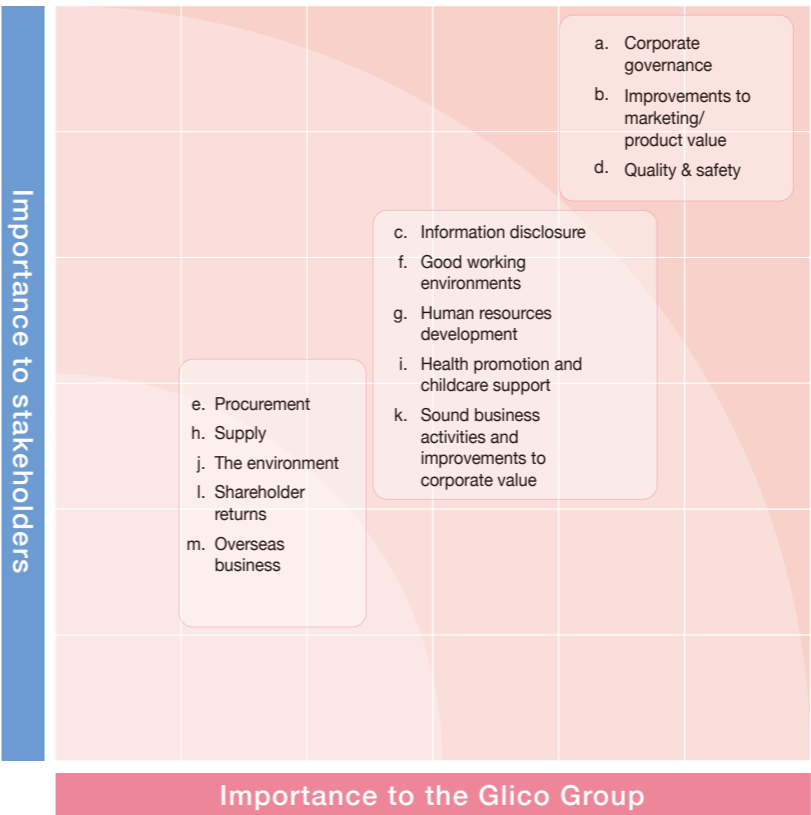 Importance to stakeholders
a. Corporate
governance
b. Improvements to
marketing/
product value
d. Quality & safety
c. Information disclosure
f. Good working
environments
g. Human resources
development
i. Health promotion and
childcare support
k. Sound business
activities and
improvements to
corporate value
e. Procurement
h. Supply
j. The environment
l. Shareholder
returns
m. Overseas
business
Importance to the Glico Group